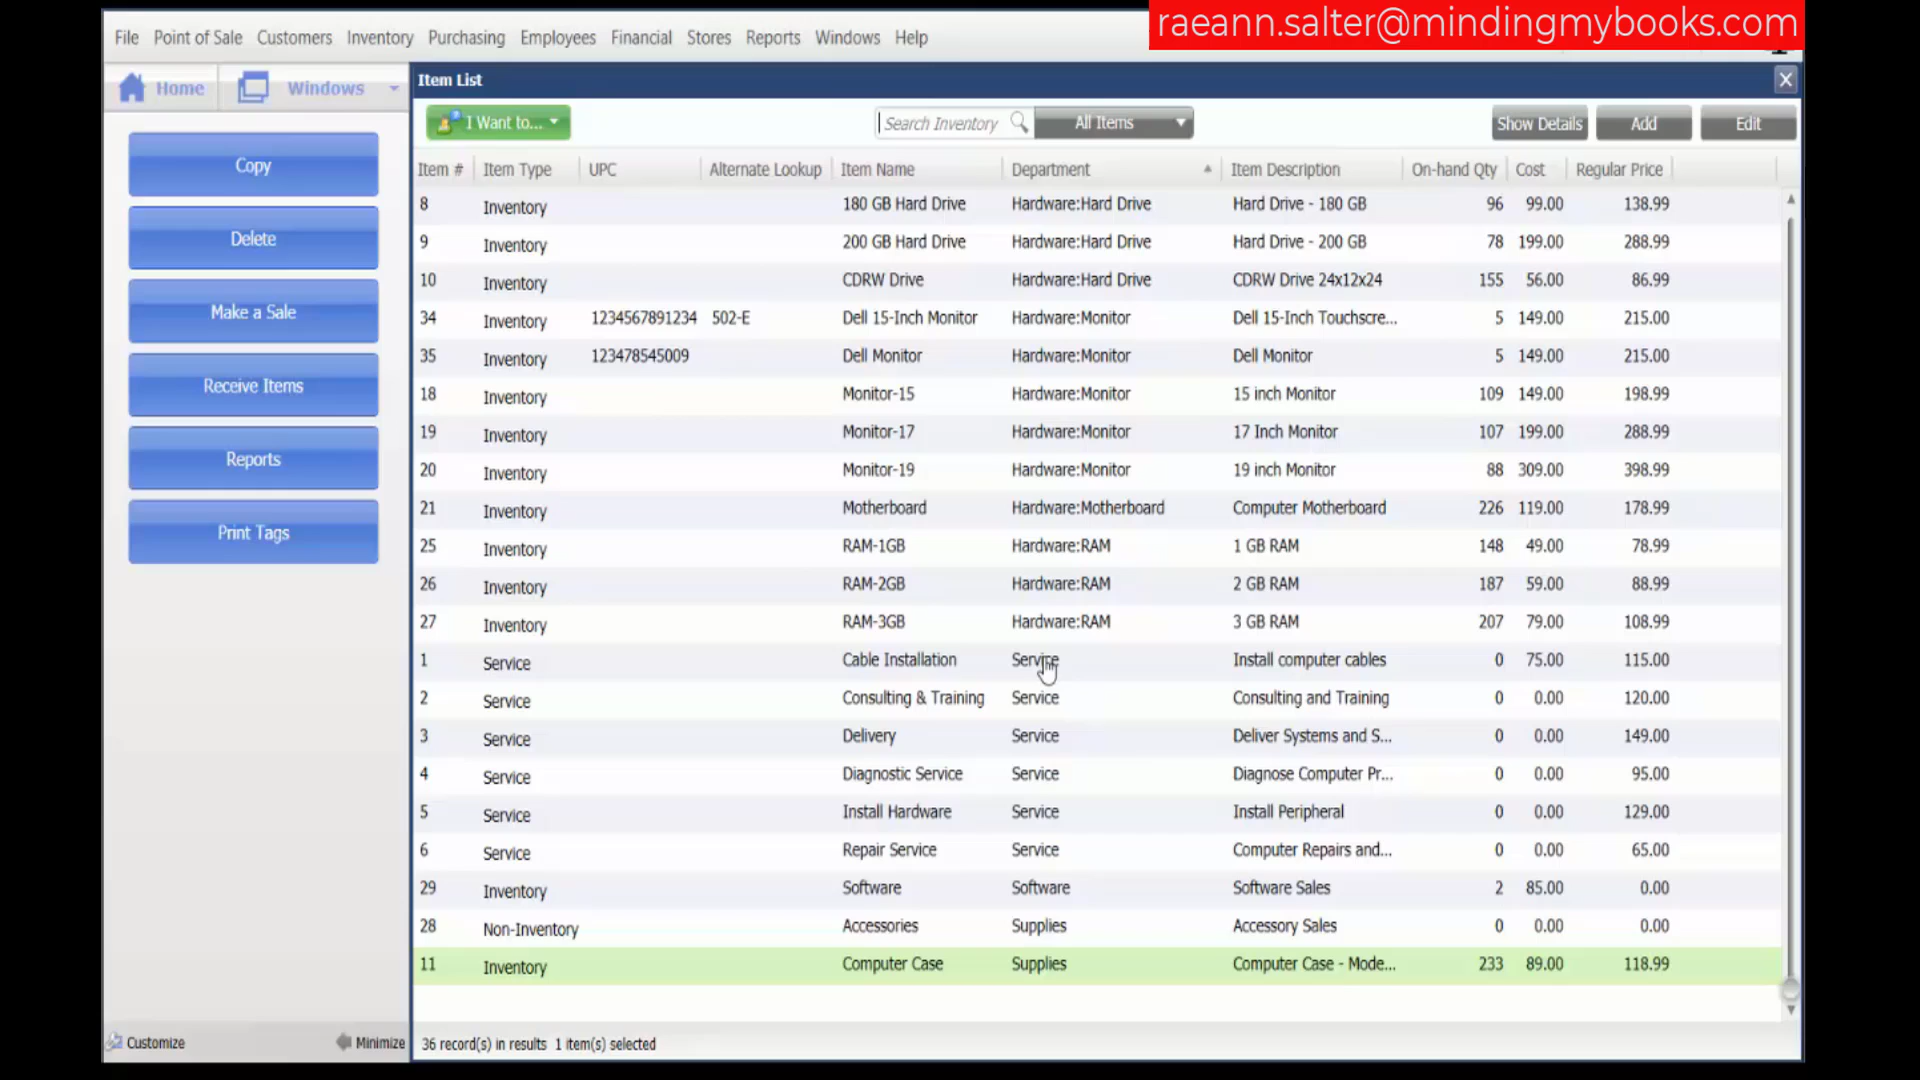 raeann.salter@mindingmybooks.com
File Point of Sale Customers Inventory Purchasing Employees Financial Stores Reports Windows Help
Home Windows
Item List
I Want to... Search Inventory All Items Show Details Add Edit
Copy
Delete
Make a Sale
Receive Items
Reports
Print Tags
Item # Item Type UPC Alternate Lookup Item Name Department Item Description On-hand Qty Cost Regular Price
8 Inventory 180 GB Hard Drive Hardware:Hard Drive Hard Drive - 180 GB 96 99.00 138.99
9 Inventory 200 GB Hard Drive Hardware:Hard Drive Hard Drive - 200 GB 78 199.00 288.99
10 Inventory CDRW Drive Hardware:Hard Drive CDRW Drive 24x12x24 155 56.00 86.99
34 Inventory 1234567891234 502-E Dell 15-Inch Monitor Hardware:Monitor Dell 15-Inch Touchscre... 5 149.00 215.00
35 Inventory 123478545009 Dell Monitor Hardware:Monitor Dell Monitor 5 149.00 215.00
18 Inventory Monitor-15 Hardware:Monitor 15 inch Monitor 109 149.00 198.99
19 Inventory Monitor-17 Hardware:Monitor 17 Inch Monitor 107 199.00 288.99
20 Inventory Monitor-19 Hardware:Monitor 19 inch Monitor 88 309.00 398.99
21 Inventory Motherboard Hardware:Motherboard Computer Motherboard 226 119.00 178.99
25 Inventory RAM-1GB Hardware:RAM 1 GB RAM 148 49.00 78.99
26 Inventory RAM-2GB Hardware:RAM 2 GB RAM 187 59.00 88.99
27 Inventory RAM-3GB Hardware:RAM 3 GB RAM 207 79.00 108.99
1 Service Cable Installation Service Install computer cables 0 75.00 115.00
2 Service Consulting & Training Service Consulting and Training 0 0.00 120.00
3 Service Delivery Service Deliver Systems and S... 0 0.00 149.00
4 Service Diagnostic Service Service Diagnose Computer Pr... 0 0.00 95.00
5 Service Install Hardware Service Install Peripheral 0 0.00 129.00
6 Service Repair Service Service Computer Repairs and... 0 0.00 65.00
29 Inventory Software Software Software Sales 2 85.00 0.00
28 Non-Inventory Accessories Supplies Accessory Sales 0 0.00 0.00
11 Inventory Computer Case Supplies Computer Case - Mode... 233 89.00 118.99
Customize Minimize 36 record(s) in results 1 item(s) selected